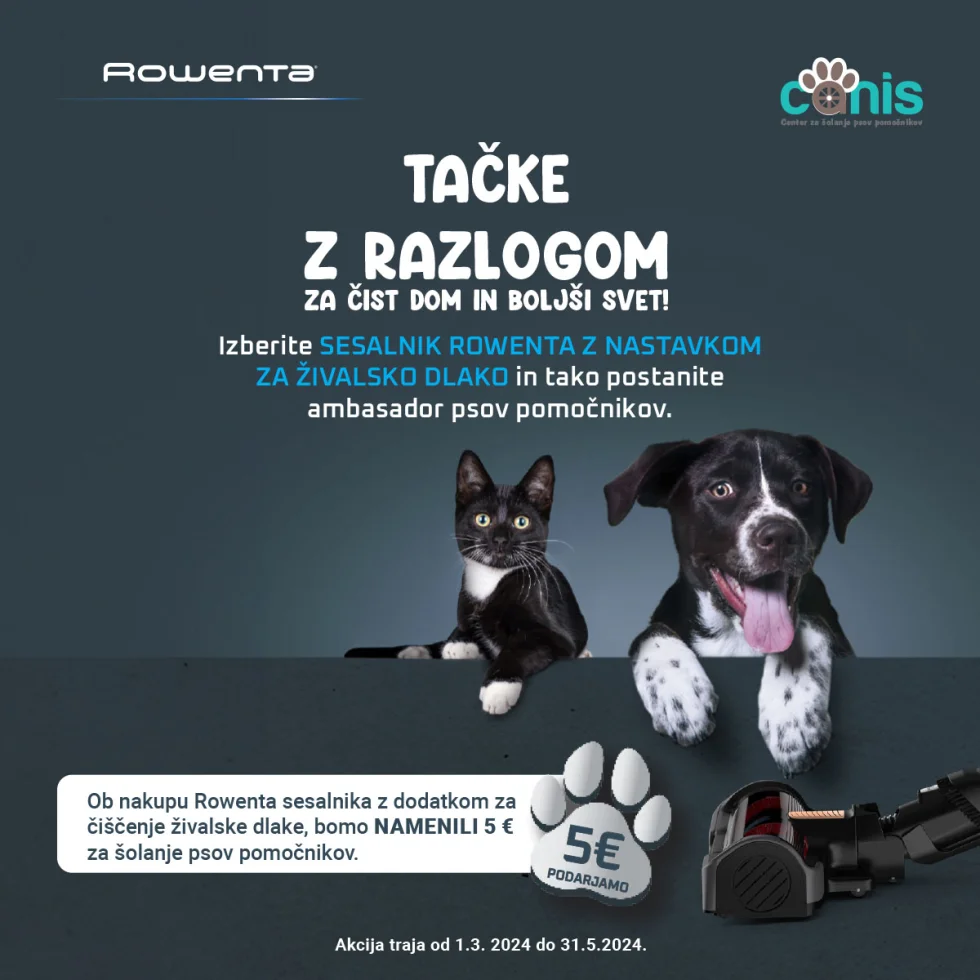 Rowenta
canis
Center za šolanje psov pomočnikov
TAČKE
Z RAZLOGOM
ZA ČIST DOM IN BOLJŠI SVET!
Izberite SESALNIK ROWENTA Z NASTAVKOM
ZA ŽIVALSKO DLAKO in tako postanite
ambasador psov pomočnikov.
Ob nakupu Rowenta sesalnika z dodatkom za
čiščenje živalske dlake, bomo NAMENILI 5 €
za šolanje psov pomočnikov.
5€
PODARJAMO
Akcija traja od 1.3. 2024 do 31.5.2024.